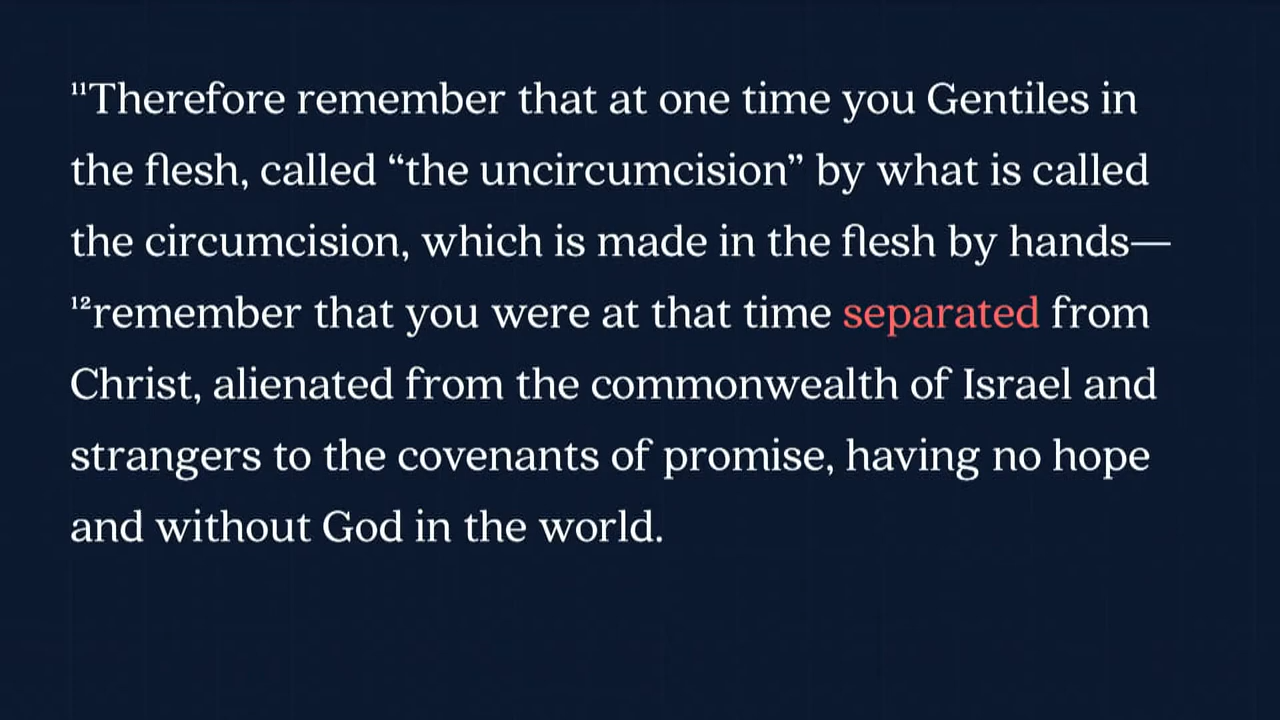 ¹¹Therefore remember that at one time you Gentiles in
the flesh, called “the uncircumcision” by what is called
the circumcision, which is made in the flesh by hands—
¹²remember that you were at that time separated from
Christ, alienated from the commonwealth of Israel and
strangers to the covenants of promise, having no hope
and without God in the world.